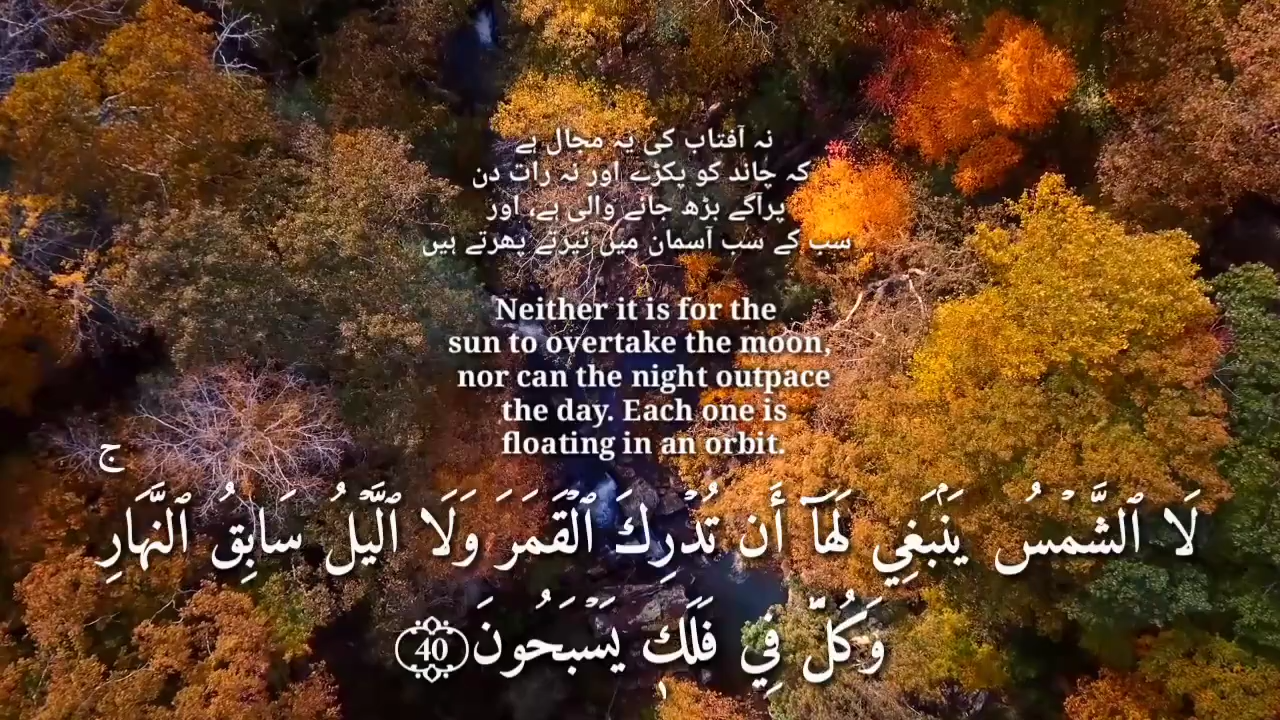 نہ آفتاب کی یہ مجال ہے
کہ چاند کو پکڑے اور نہ رات دن
پرآگے بڑھ جانے والی ہے، اور
سب کے سب آسمان میں تیرتے پھرتے ہیں
Neither it is for the
sun to overtake the moon,
nor can the night outpace
the day. Each one is
floating in an orbit.
لَا ٱلشَّمۡسُ يَنۢبَغِي لَهَآ أَن تُدۡرِكَ ٱلۡقَمَرَ وَلَا ٱلَّيۡلُ سَابِقُ ٱلنَّهَارِۚ
وَكُلّٞ فِي فَلَكٖ يَسۡبَحُونَ 40